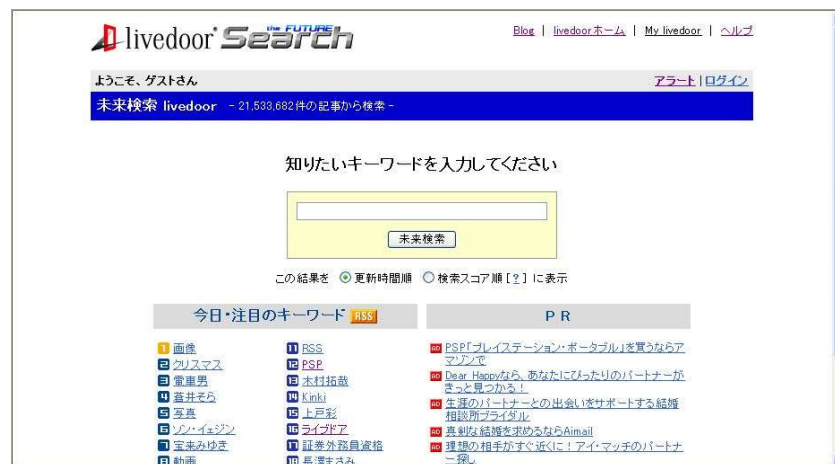 livedoor the FUTURE Search
Blog | livedoor ホーム | My livedoor | ヘルプ
ようこそ、ゲストさん
アラート | ログイン
未来検索 livedoor - 21,533,682件の記事から検索 -
知りたいキーワードを入力してください
未来検索
この結果を 更新時間順 検索スコア順 [?] に表示
今日・注目のキーワード RSS
1 画像
2 クリスマス
3 電車男
4 蒼井そら
5 写真
6 ソン・イェジン
7 宝来みゆき
8 動画
11 RSS
12 PSP
13 木村拓哉
14 Kinki
15 上戸彩
16 ライブドア
17 証券外務員資格
18 長澤まさみ
PR
AD PSP「プレイステーション・ポータブル」を買うならア
マゾンで
AD Dear Happyなら、あなたにぴったりのパートナーが
きっと見つかる！
AD 生涯のパートナーとの出会いをサポートする結婚
相談所ブライダル
AD 真剣な結婚を求めるならAimail
AD 理想の相手がすぐ近くに！アイ・マッチのパートナ
ー探し